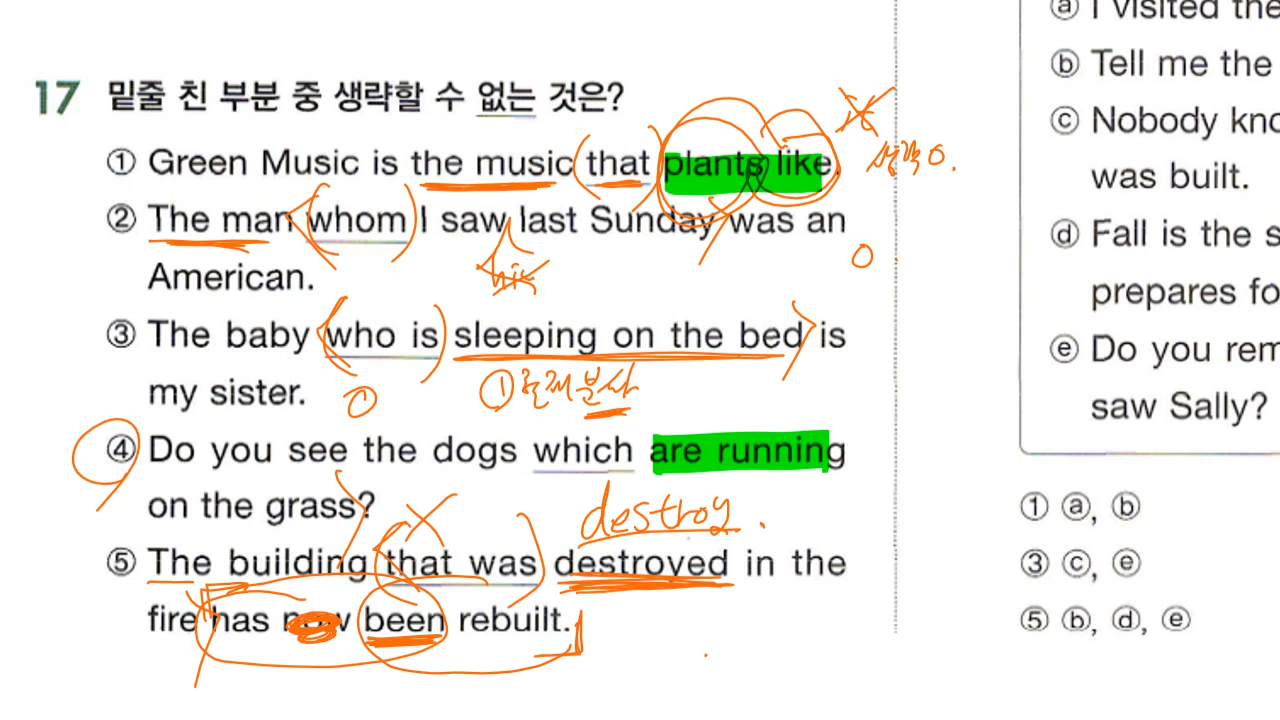 17 밑줄 친 부분 중 생략할 수 없는 것은?
① Green Music is the music that plants like.
생략 O.
② The man whom I saw last Sunday was an
American.
③ The baby who is sleeping on the bed is
my sister.
① 현재분사
④ Do you see the dogs which are running
on the grass?
destroy.
⑤ The building that was destroyed in the
fire has now been rebuilt.
ⓐ I visited the
ⓑ Tell me the
ⓒ Nobody kno
was built.
ⓓ Fall is the s
prepares fo
ⓔ Do you rem
saw Sally?
① ⓐ, ⓑ
③ ⓒ, ⓔ
⑤ ⓑ, ⓓ, ⓔ